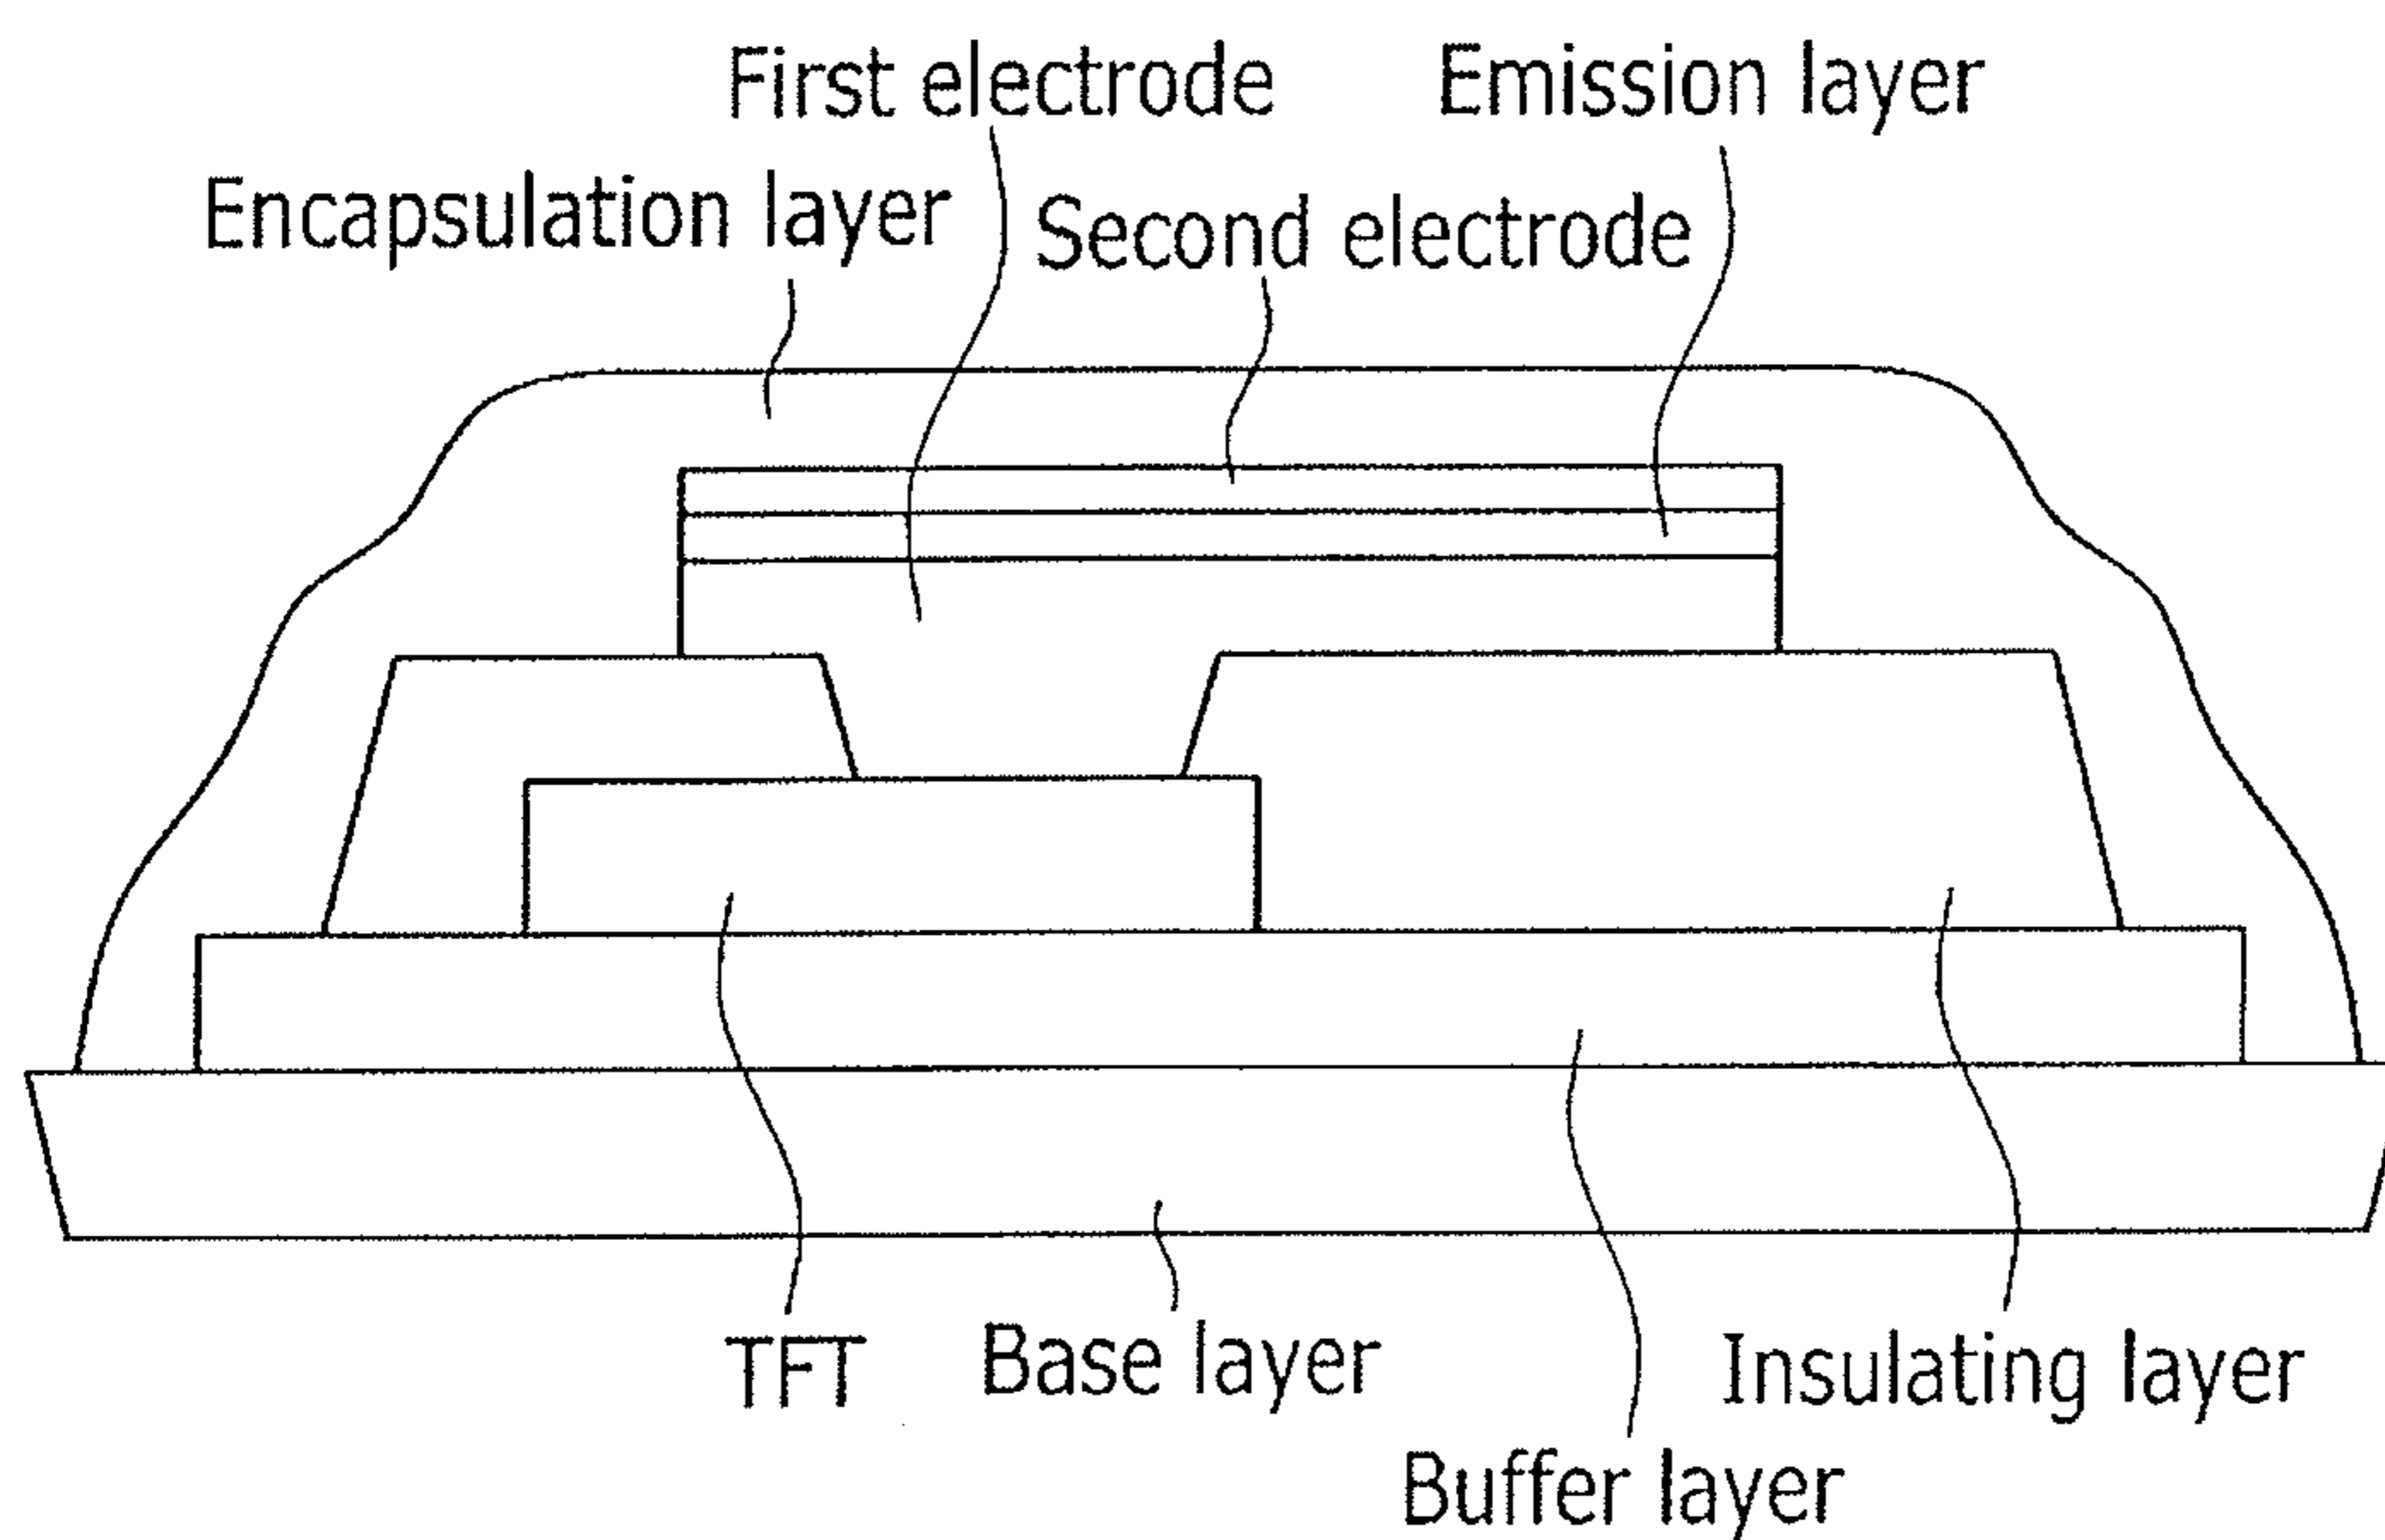 First electrode
Emission layer
Encapsulation layer
Second electrode
TFT
Base layer
Insulating layer
Buffer layer